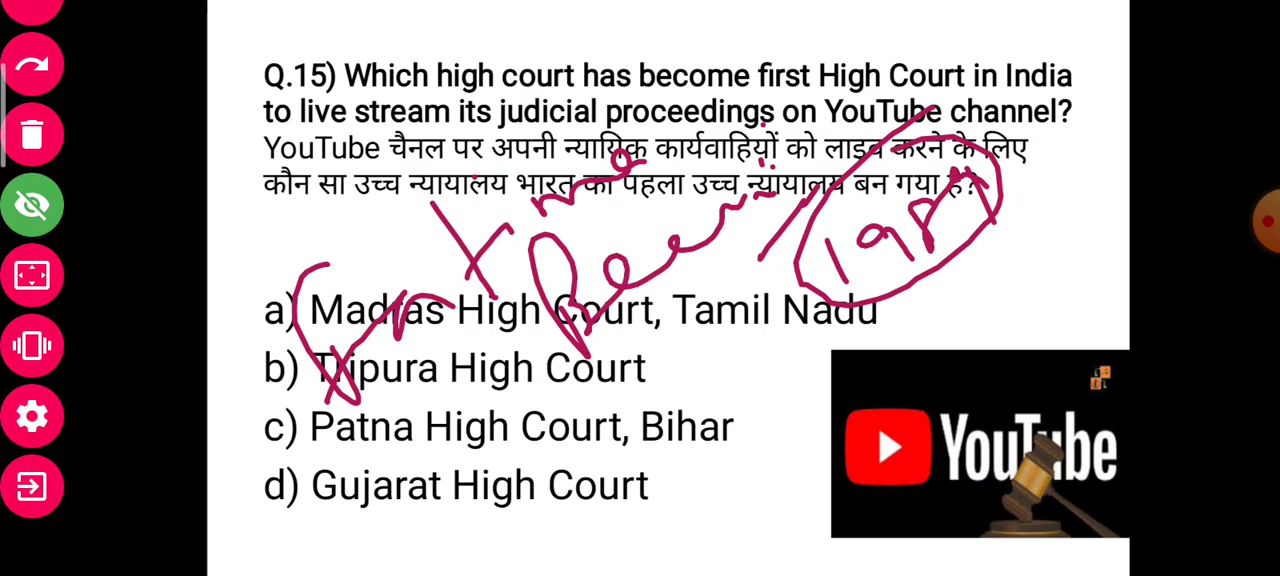 Q.15) Which high court has become first High Court in India
to live stream its judicial proceedings on YouTube channel?
YouTube चैनल पर अपनी न्यायिक कार्यवाहियों को लाइव करने के लिए
कौन सा उच्च न्यायालय भारत का पहला उच्च न्यायालय बन गया है?
a) Madras High Court, Tamil Nadu
b) Tripura High Court
c) Patna High Court, Bihar
d) Gujarat High Court
YouTube